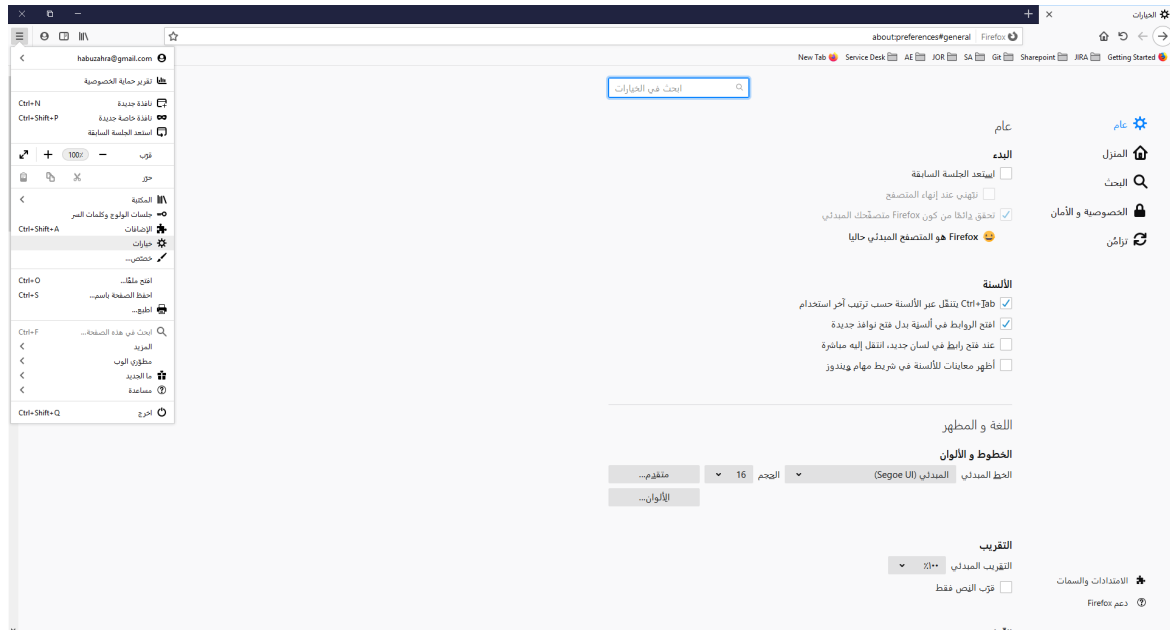 الخيارات
Firefox about:preferences#general
Getting Started JIRA Sharepoint Git SA JOR AE Service Desk New Tab
habuzahra@gmail.com
تقرير حماية الخصوصية
نافذة جديدة Ctrl+N
نافذة خاصة جديدة Ctrl+Shift+P
استعد الجلسة السابقة
قرّب 100٪
حرّر
المكتبة
جلسات الولوج وكلمات السر
الإضافات Ctrl+Shift+A
خيارات
خصّص...
افتح ملفًا... Ctrl+O
احفظ الصفحة باسم... Ctrl+S
اطبع...
ابحث في هذه الصفحة... Ctrl+F
المزيد
مطوّري الوب
ما الجديد
مساعدة
اخرج Ctrl+Shift+Q
ابحث في الخيارات
عام
المنزل
البحث
الخصوصية و الأمان
تزامُن
الامتدادات والسمات
دعم Firefox
عام
البدء
استعد الجلسة السابقة
نبّهني عند إنهاء المتصفح
تحقق دائمًا من كون Firefox متصفّحك المبدئي
Firefox هو المتصفح المبدئي حاليا
الألسنة
Ctrl+Tab يتنقّل عبر الألسنة حسب ترتيب آخر استخدام
افتح الروابط في ألسنة بدل فتح نوافذ جديدة
عند فتح رابط في لسان جديد، انتقل إليه مباشرة
أظهر معاينات للألسنة في شريط مهام ويندوز
اللغة و المظهر
الخطوط و الألوان
الخط المبدئي المبدئي (Segoe UI) الحجم 16 متقدم...
الألوان...
التقريب
التقريب المبدئي ١٠٠٪
قرّب النص فقط